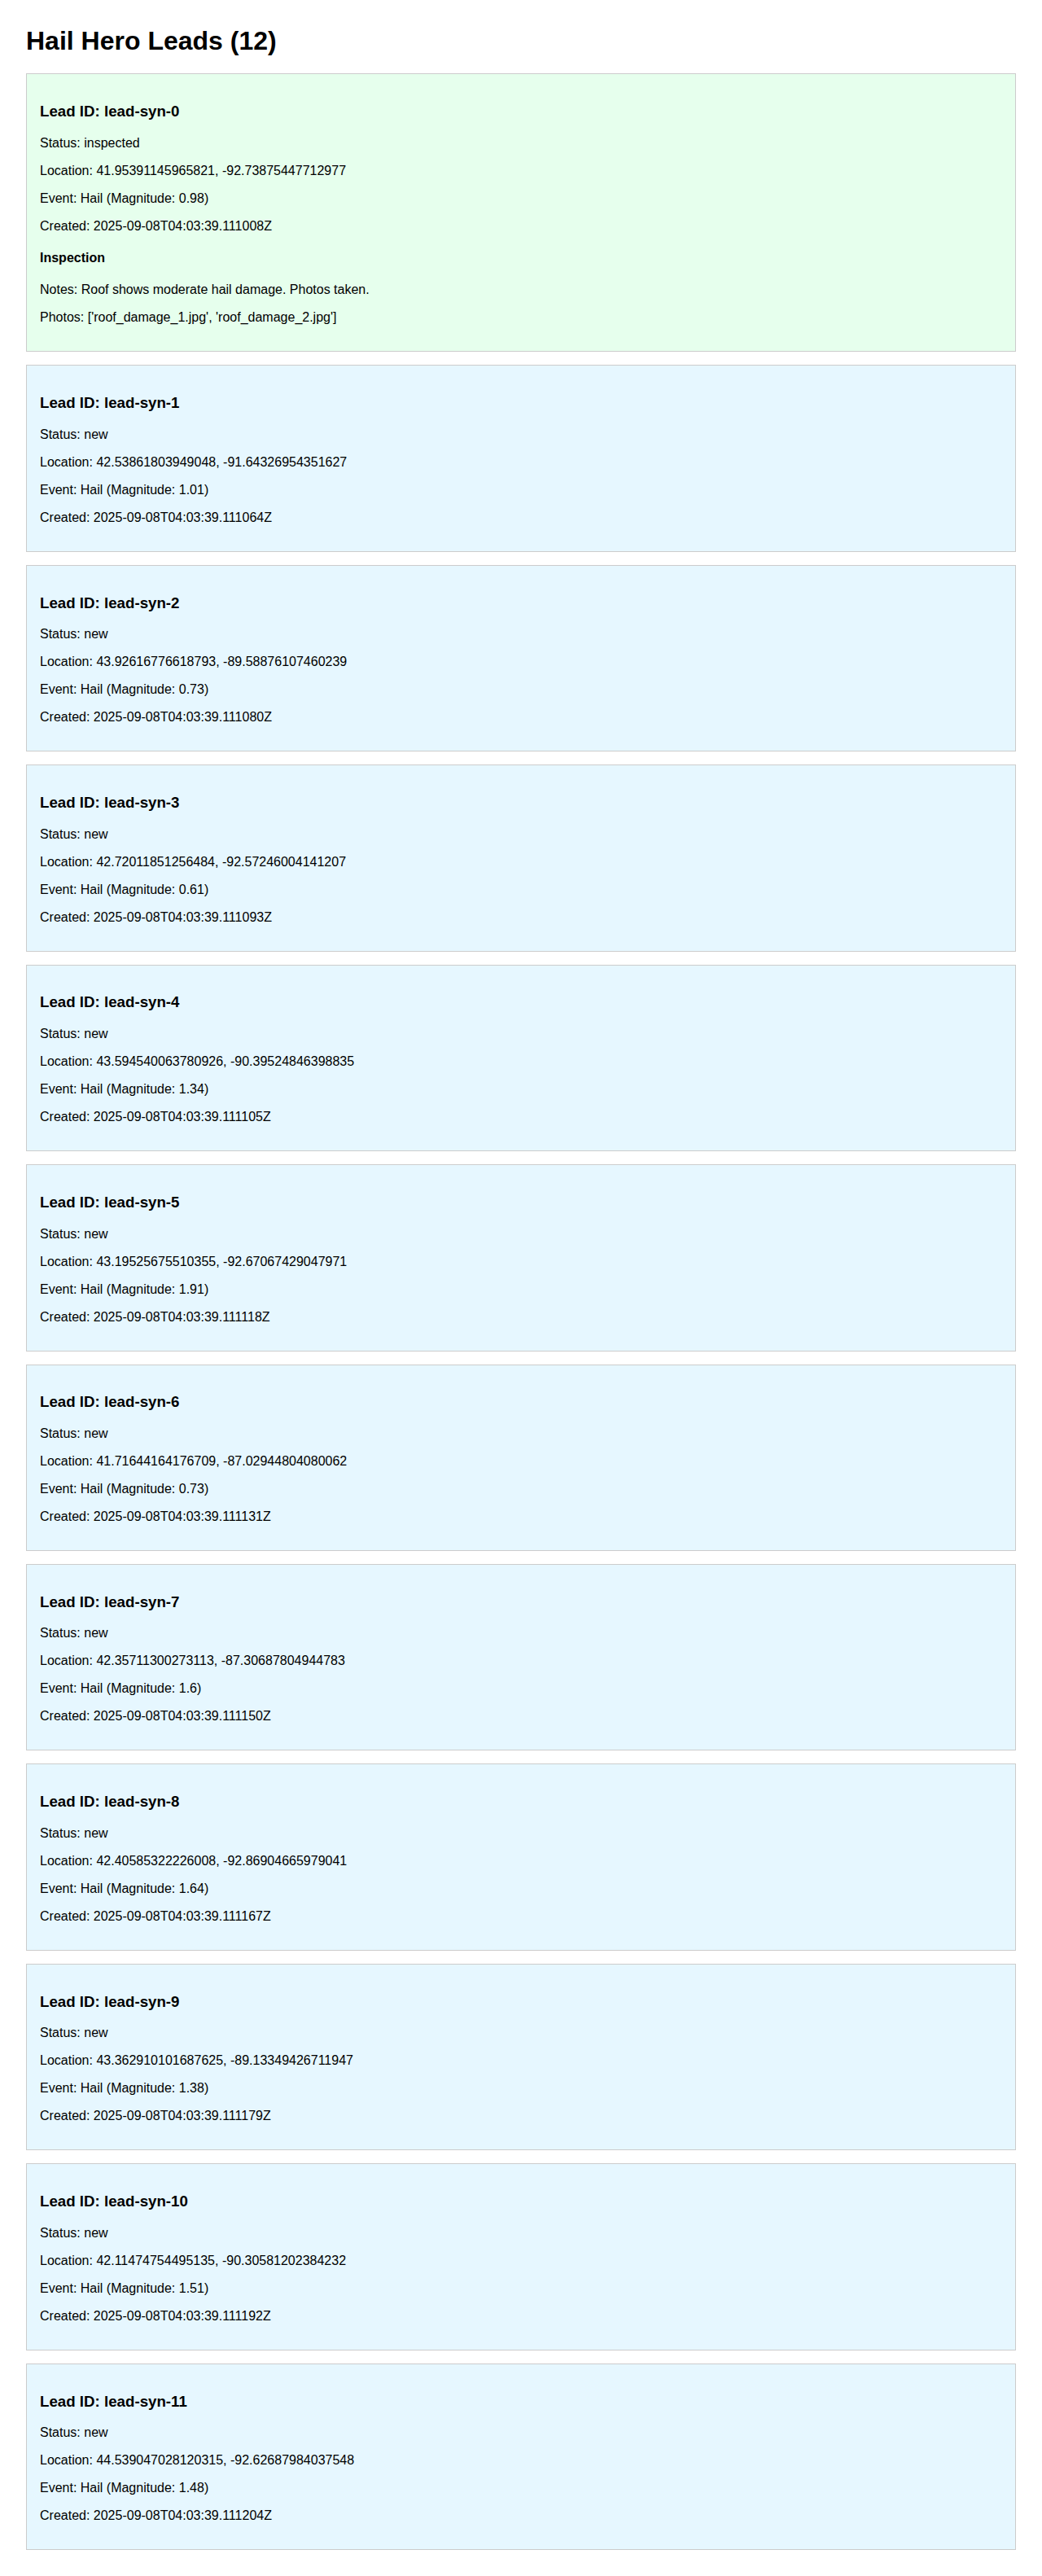 Hail Hero Leads (12)
Lead ID: lead-syn-0
Status: inspected
Location: 41.95391145965821, -92.73875447712977
Event: Hail (Magnitude: 0.98)
Created: 2025-09-08T04:03:39.111008Z
Inspection
Notes: Roof shows moderate hail damage. Photos taken.
Photos: ['roof_damage_1.jpg', 'roof_damage_2.jpg']
Lead ID: lead-syn-1
Status: new
Location: 42.53861803949048, -91.64326954351627
Event: Hail (Magnitude: 1.01)
Created: 2025-09-08T04:03:39.111064Z
Lead ID: lead-syn-2
Status: new
Location: 43.92616776618793, -89.58876107460239
Event: Hail (Magnitude: 0.73)
Created: 2025-09-08T04:03:39.111080Z
Lead ID: lead-syn-3
Status: new
Location: 42.72011851256484, -92.57246004141207
Event: Hail (Magnitude: 0.61)
Created: 2025-09-08T04:03:39.111093Z
Lead ID: lead-syn-4
Status: new
Location: 43.594540063780926, -90.39524846398835
Event: Hail (Magnitude: 1.34)
Created: 2025-09-08T04:03:39.111105Z
Lead ID: lead-syn-5
Status: new
Location: 43.19525675510355, -92.67067429047971
Event: Hail (Magnitude: 1.91)
Created: 2025-09-08T04:03:39.111118Z
Lead ID: lead-syn-6
Status: new
Location: 41.71644164176709, -87.02944804080062
Event: Hail (Magnitude: 0.73)
Created: 2025-09-08T04:03:39.111131Z
Lead ID: lead-syn-7
Status: new
Location: 42.35711300273113, -87.30687804944783
Event: Hail (Magnitude: 1.6)
Created: 2025-09-08T04:03:39.111150Z
Lead ID: lead-syn-8
Status: new
Location: 42.40585322226008, -92.86904665979041
Event: Hail (Magnitude: 1.64)
Created: 2025-09-08T04:03:39.111167Z
Lead ID: lead-syn-9
Status: new
Location: 43.362910101687625, -89.13349426711947
Event: Hail (Magnitude: 1.38)
Created: 2025-09-08T04:03:39.111179Z
Lead ID: lead-syn-10
Status: new
Location: 42.11474754495135, -90.30581202384232
Event: Hail (Magnitude: 1.51)
Created: 2025-09-08T04:03:39.111192Z
Lead ID: lead-syn-11
Status: new
Location: 44.539047028120315, -92.62687984037548
Event: Hail (Magnitude: 1.48)
Created: 2025-09-08T04:03:39.111204Z